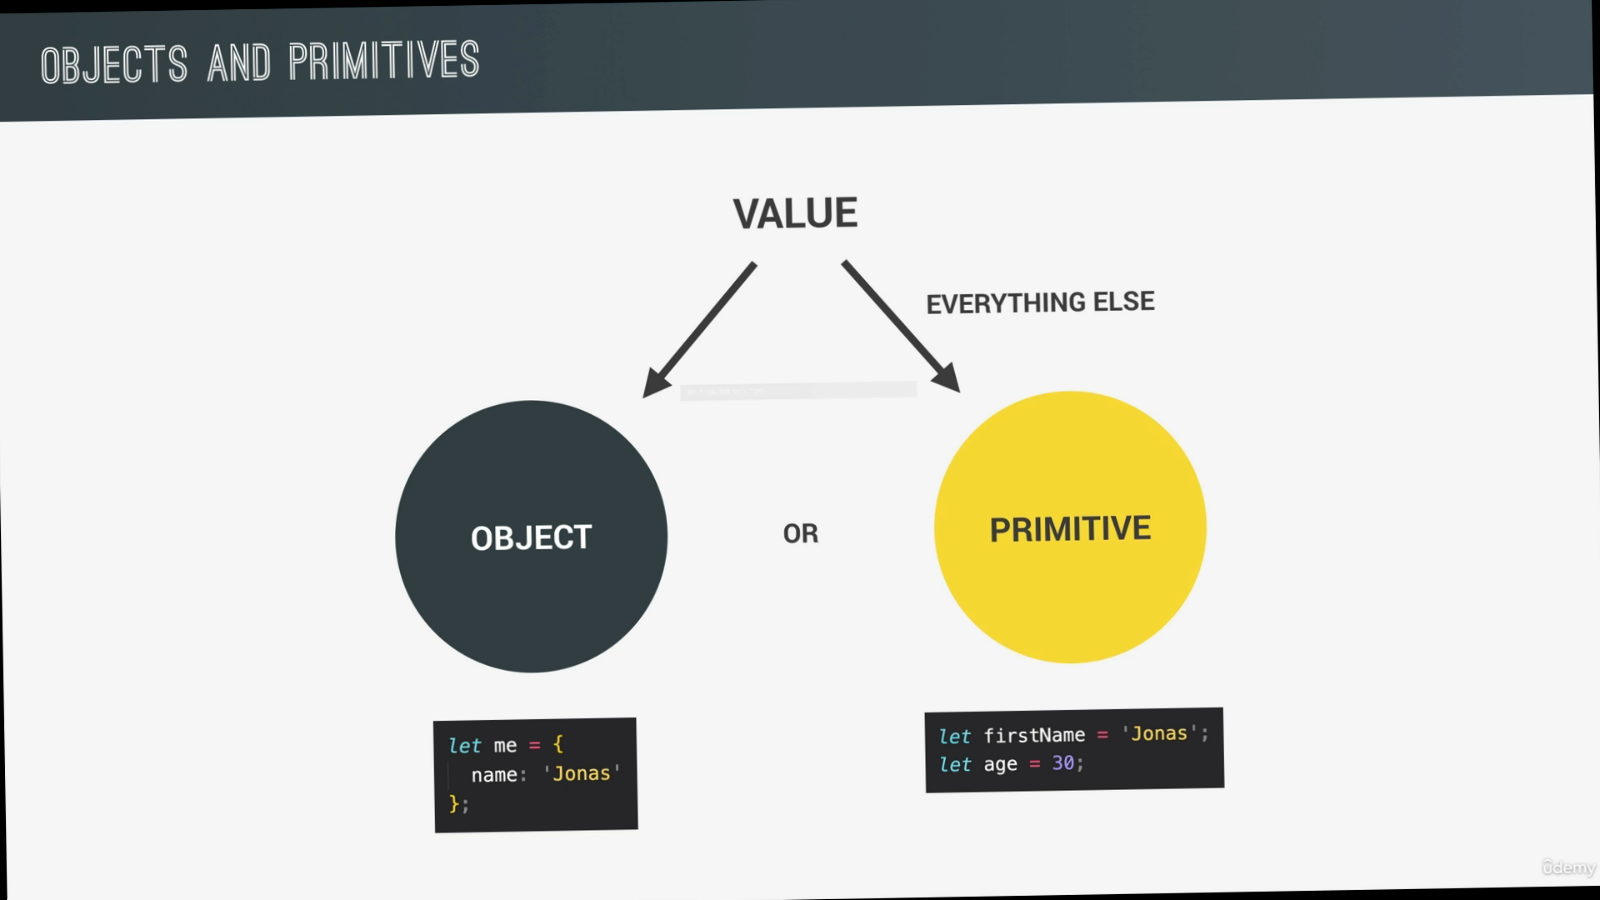 OBJECTS AND PRIMITIVES
VALUE
EVERYTHING ELSE
OBJECT
OR
PRIMITIVE
let me = {
name: 'Jonas'
};
let firstName = 'Jonas';
let age = 30;
ûdemy